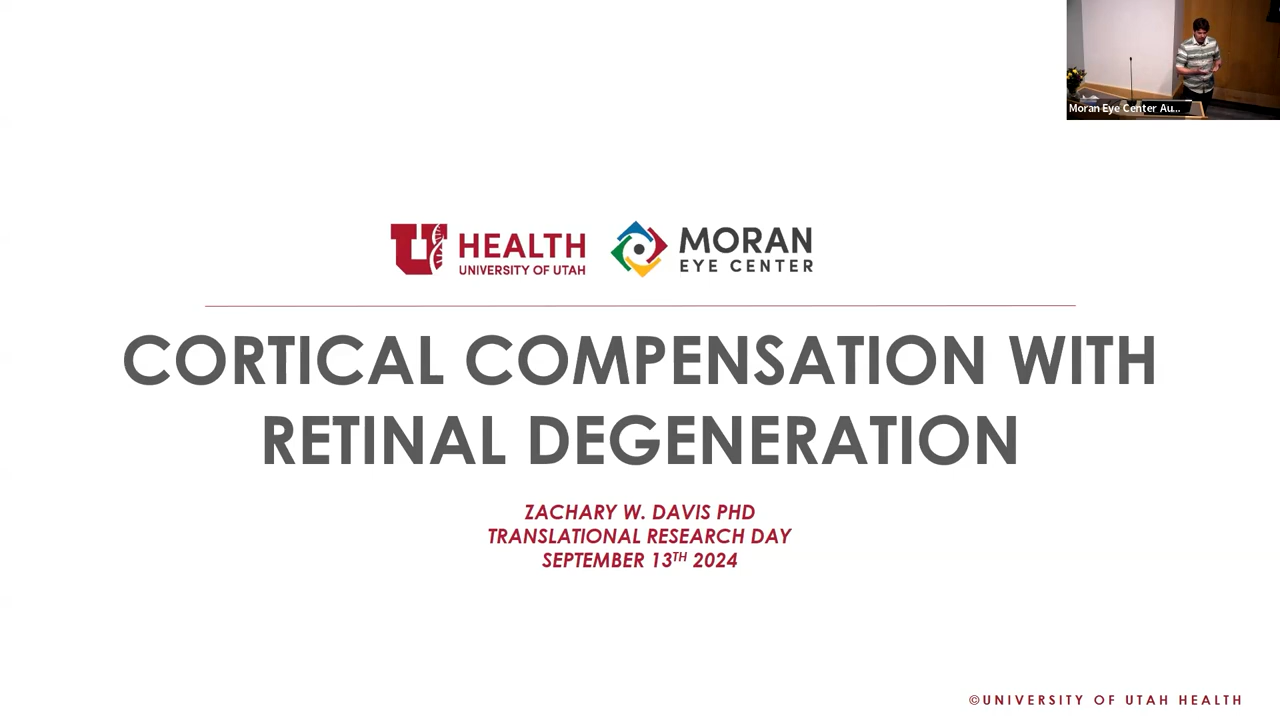 Moran Eye Center Au...
HEALTH
UNIVERSITY OF UTAH
MORAN
EYE CENTER
CORTICAL COMPENSATION WITH
RETINAL DEGENERATION
ZACHARY W. DAVIS PHD
TRANSLATIONAL RESEARCH DAY
SEPTEMBER 13TH 2024
©UNIVERSITY OF UTAH HEALTH